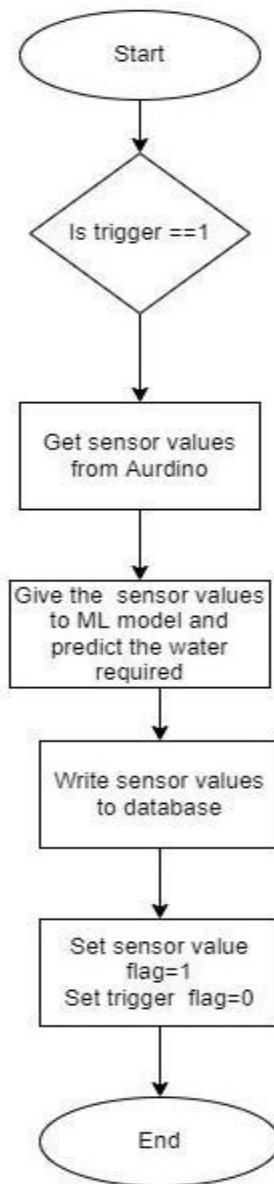 Start
Is trigger ==1
Get sensor values
from Aurdino
Give the sensor values
to ML model and
predict the water
required
Write sensor values
to database
Set sensor value
flag=1
Set trigger flag=0
End